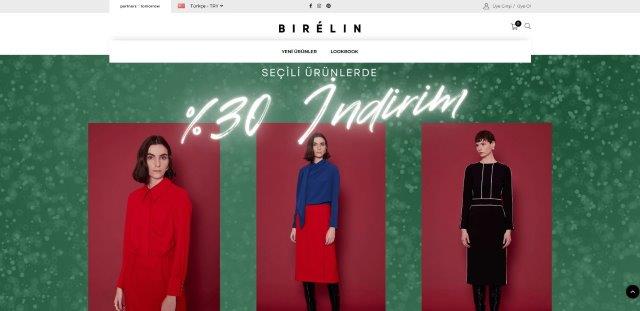 partners : tomorrow
Türkçe - TRY
Üye Girişi / Üye Ol
BIRÉLIN
0
YENİ ÜRÜNLER LOOKBOOK
SEÇİLİ ÜRÜNLERDE
%30 İndirim